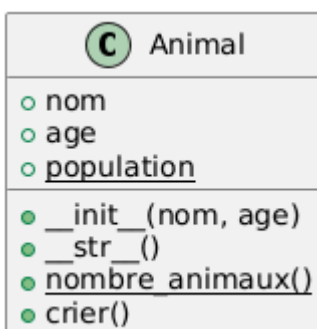 C Animal
nom
age
population
__init__(nom, age)
__str__()
nombre_animaux()
crier()